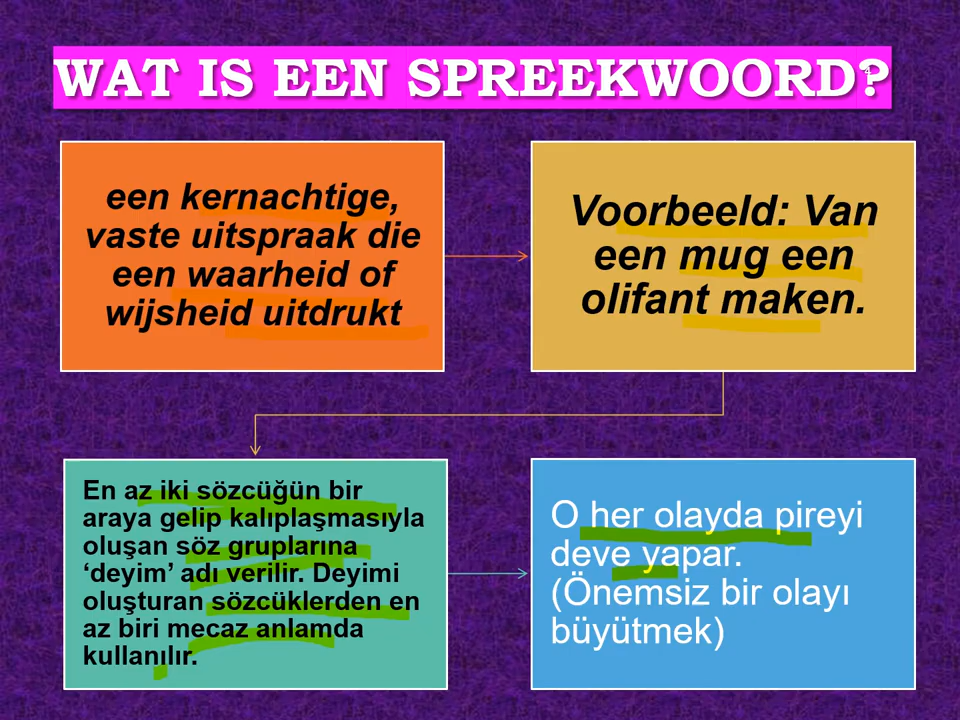 WAT IS EEN SPREEKWOORD?
een kernachtige,
vaste uitspraak die
een waarheid of
wijsheid uitdrukt
Voorbeeld: Van
een mug een
olifant maken.
En az iki sözcüğün bir
araya gelip kalıplaşmasıyla
oluşan söz gruplarına
‘deyim’ adı verilir. Deyimi
oluşturan sözcüklerden en
az biri mecaz anlamda
kullanılır.
O her olayda pireyi
deve yapar.
(Önemsiz bir olayı
büyütmek)